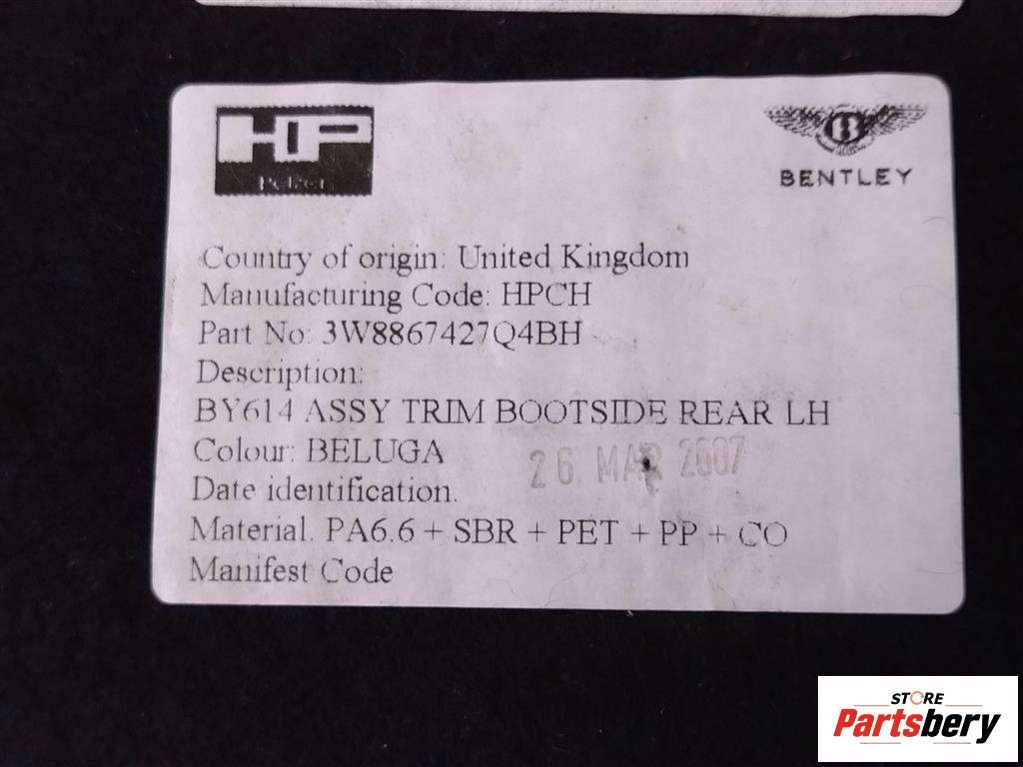 HP
BENTLEY
Country of origin: United Kingdom
Manufacturing Code: HPCH
Part No: 3W8867427Q4BH
Description:
BY614 ASSY TRIM BOOTSIDE REAR LH
Colour: BELUGA
26. MAR 2007
Date identification.
Material. PA6.6 + SBR + PET + PP + CO
Manifest Code
STORE
Partsbery